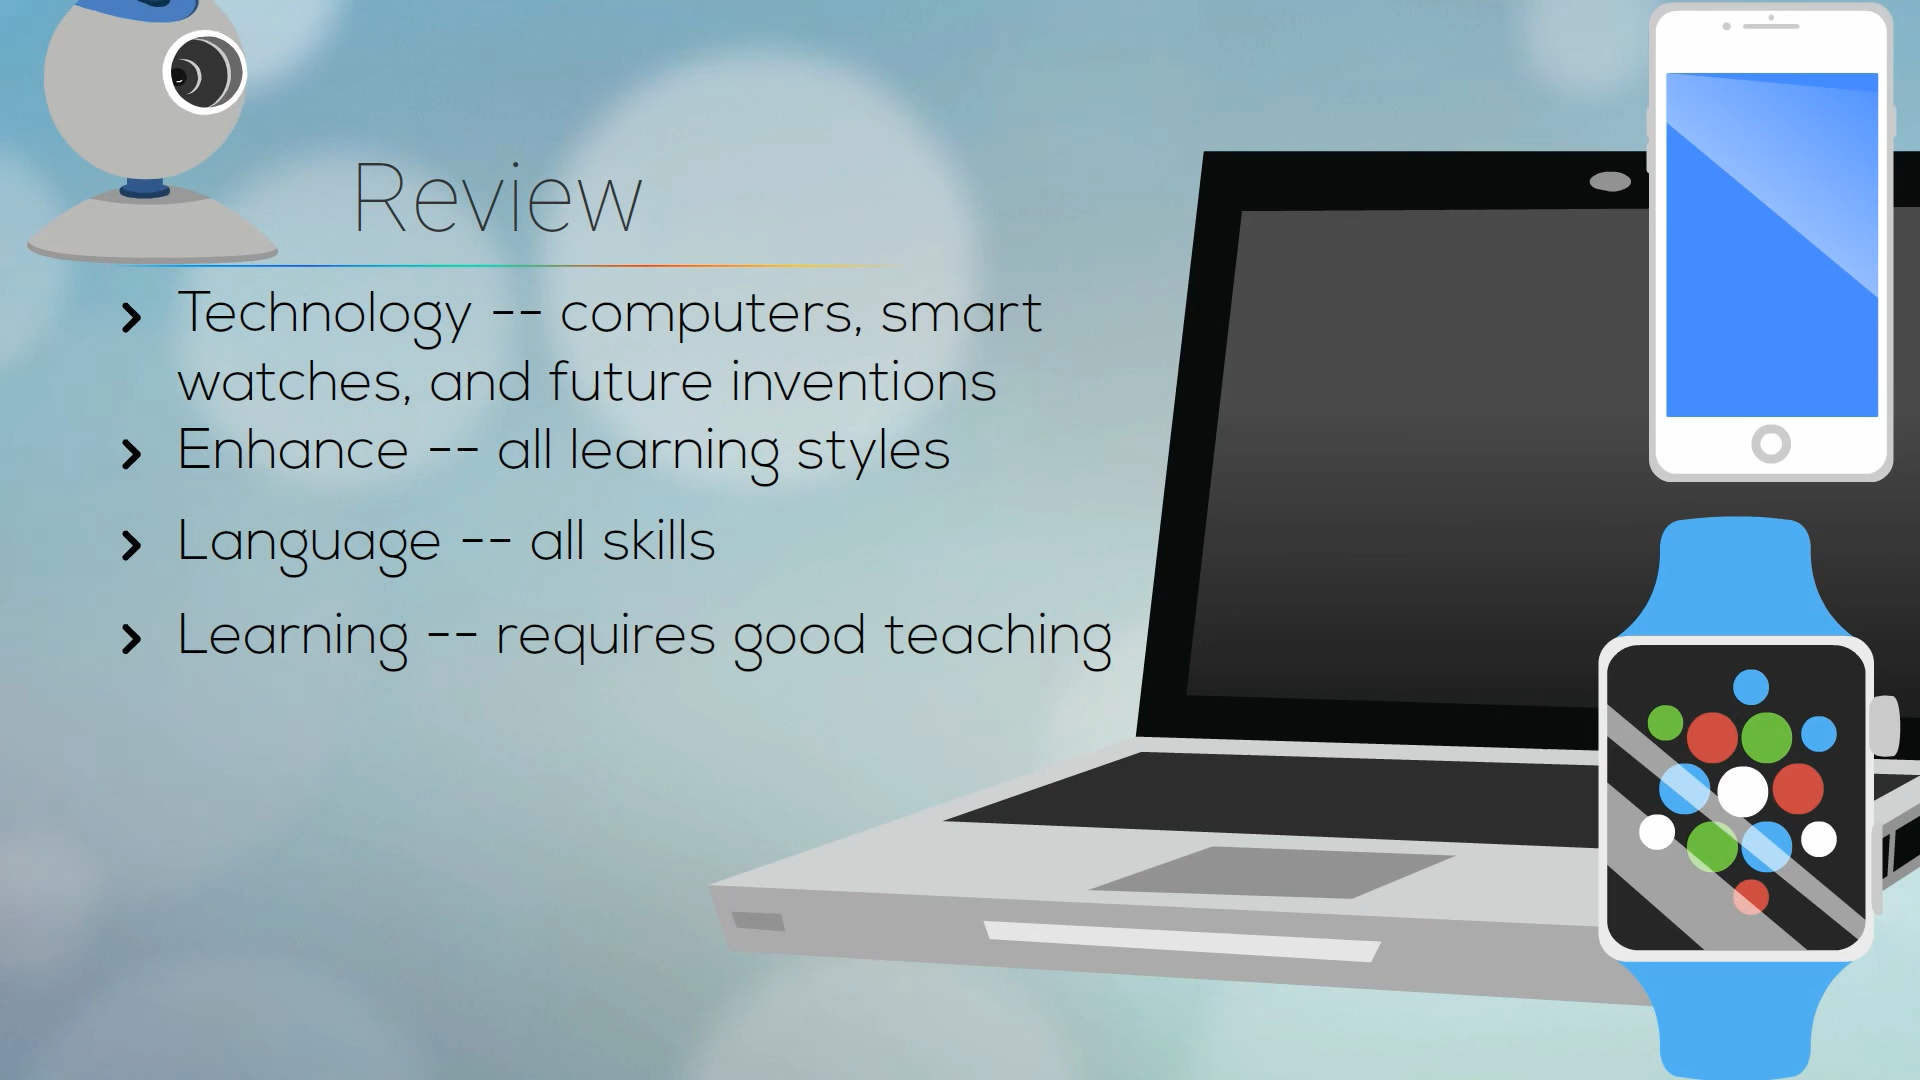 Review
Technology -- computers, smart
watches, and future inventions
Enhance -- all learning styles
Language -- all skills
Learning -- requires good teaching